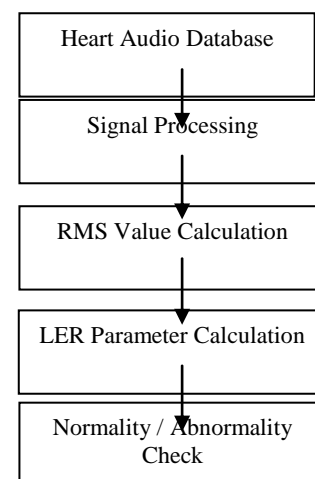 Heart Audio Database
Signal Processing
RMS Value Calculation
LER Parameter Calculation
Normality / Abnormality
Check